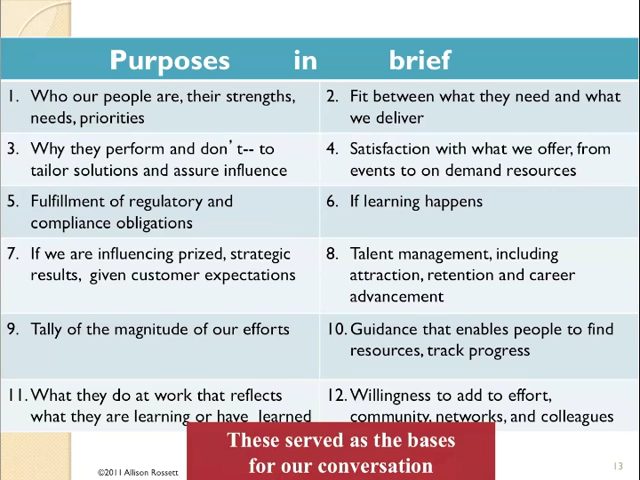 Purposes in brief
1. Who our people are, their strengths,
needs, priorities
2. Fit between what they need and what
we deliver
3. Why they perform and don't-- to
tailor solutions and assure influence
4. Satisfaction with what we offer, from
events to on demand resources
5. Fulfillment of regulatory and
compliance obligations
6. If learning happens
7. If we are influencing prized, strategic
results, given customer expectations
8. Talent management, including
attraction, retention and career
advancement
9. Tally of the magnitude of our efforts
10. Guidance that enables people to find
resources, track progress
11. What they do at work that reflects
what they are learning or have learned
12. Willingness to add to effort,
community, networks, and colleagues
These served as the bases
for our conversation
©2011 Allison Rossett
13